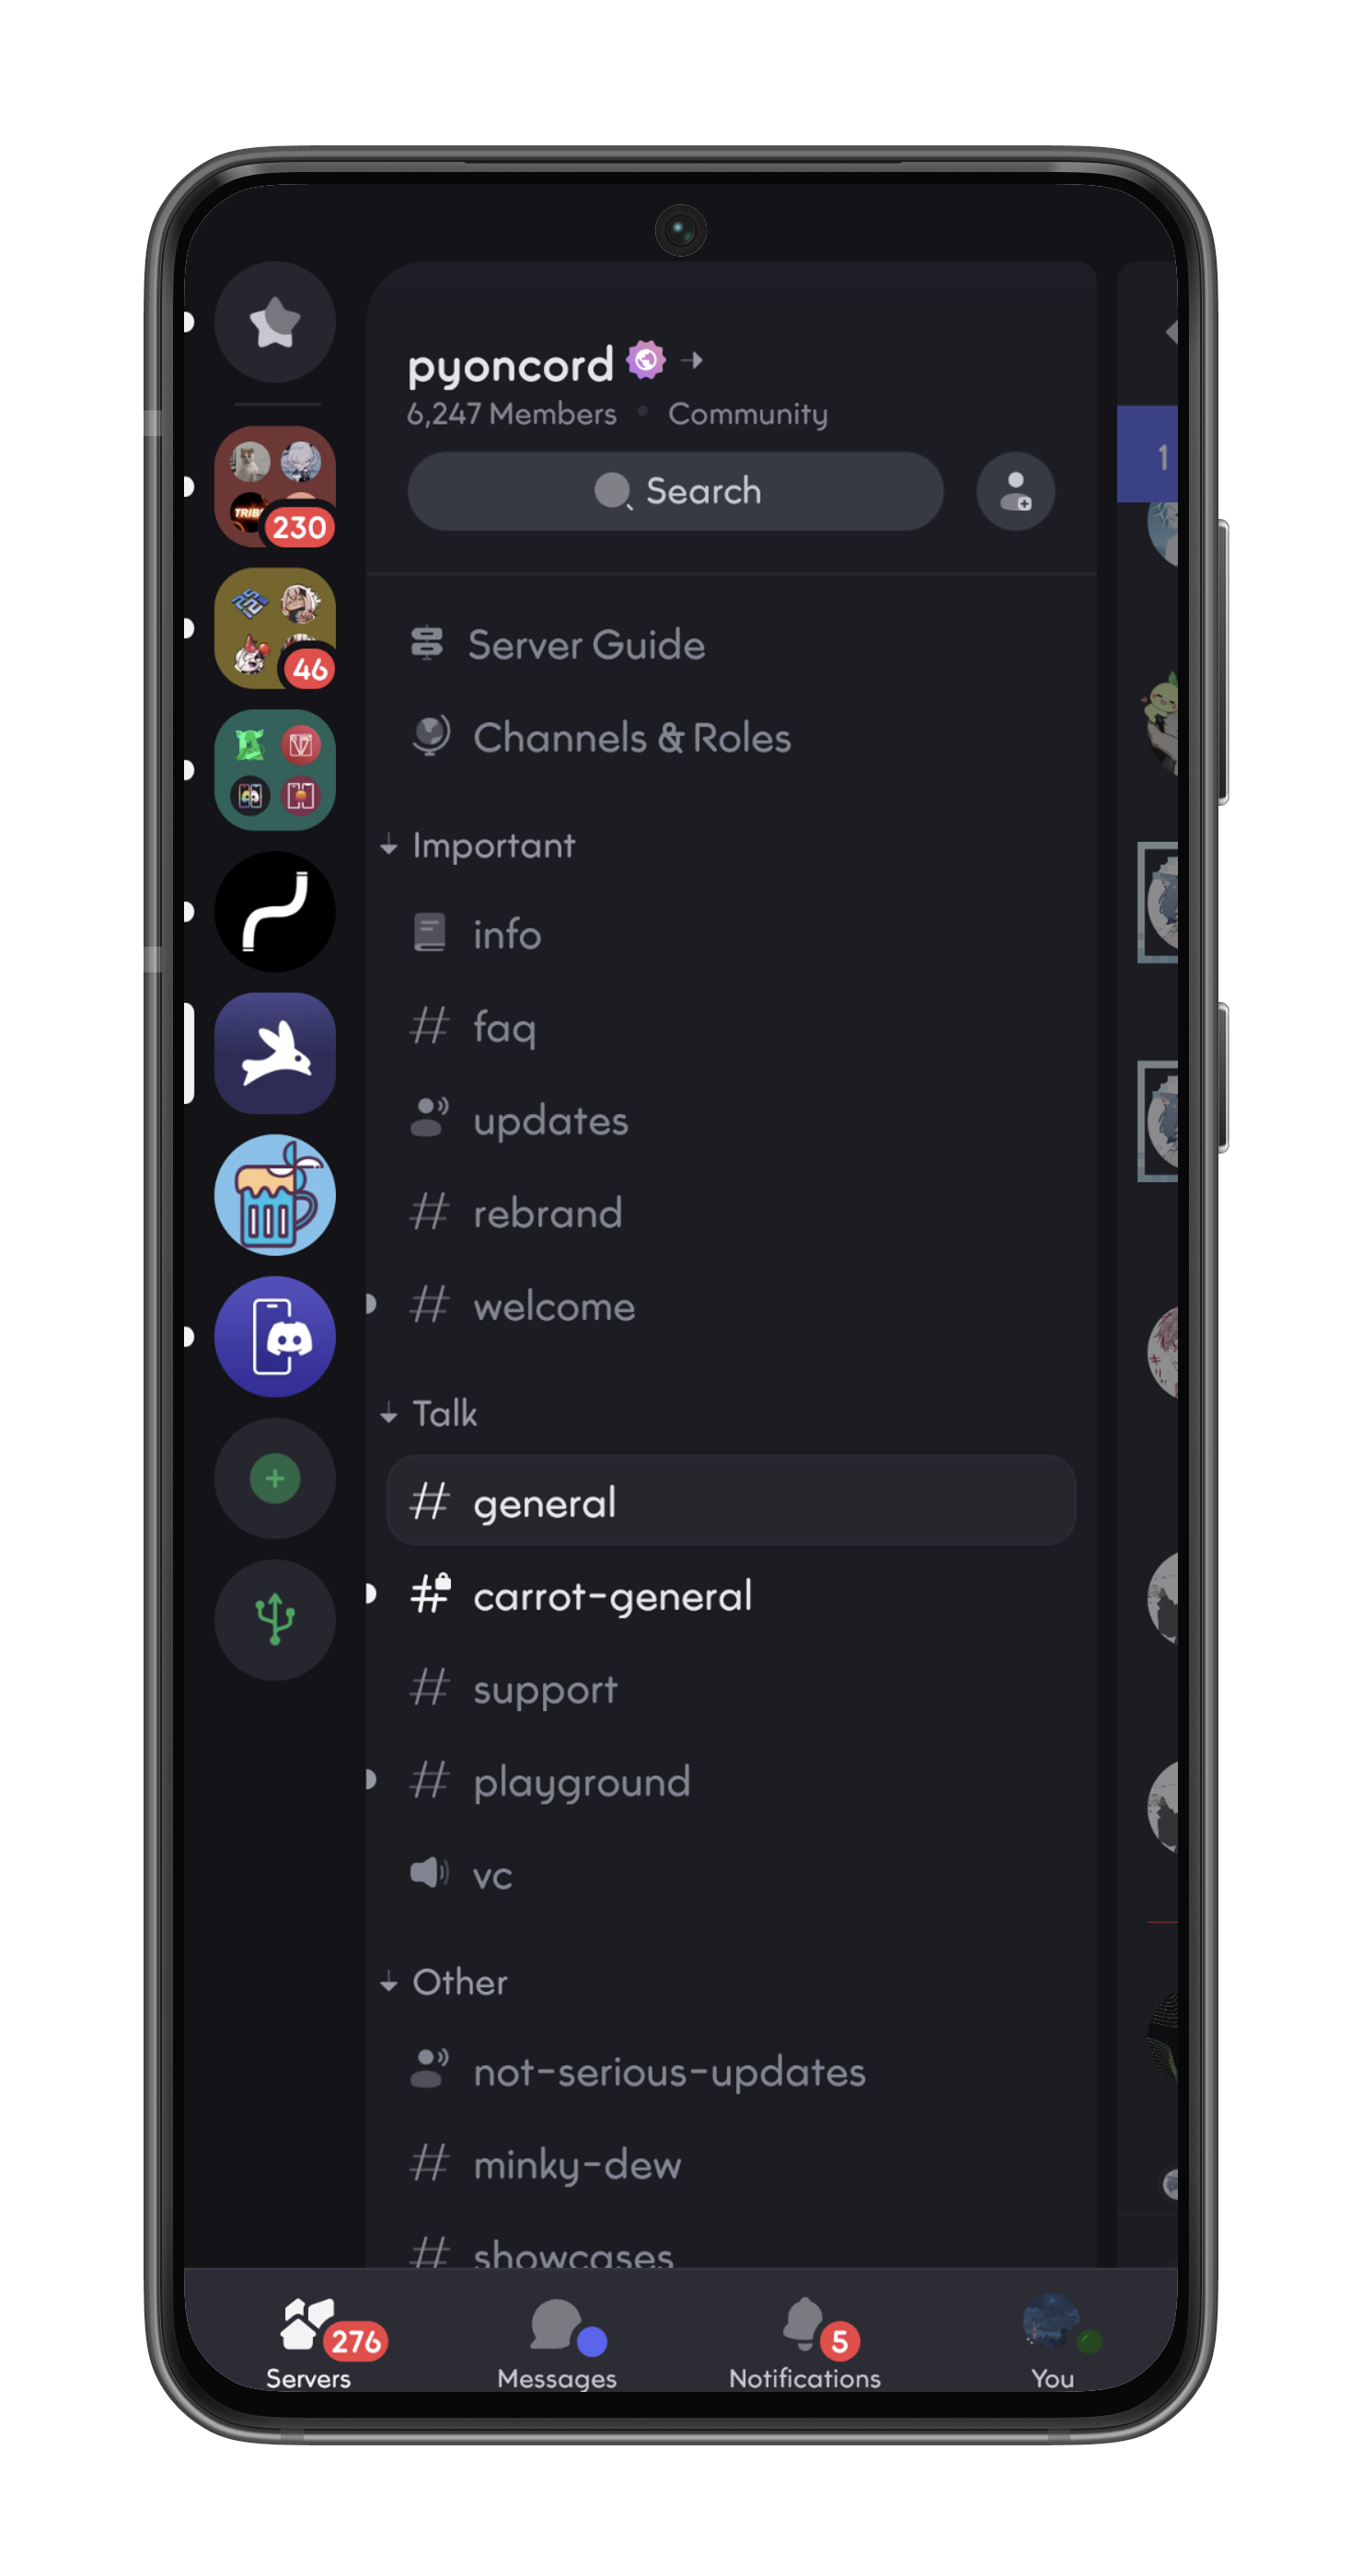 pyoncord
6,247 Members • Community
Search
1
TRIB
230
46
Server Guide
Channels & Roles
Important
info
faq
updates
rebrand
welcome
Talk
general
carrot-general
support
playground
vc
Other
not-serious-updates
minky-dew
showcases
276
5
Servers
Messages
Notifications
You